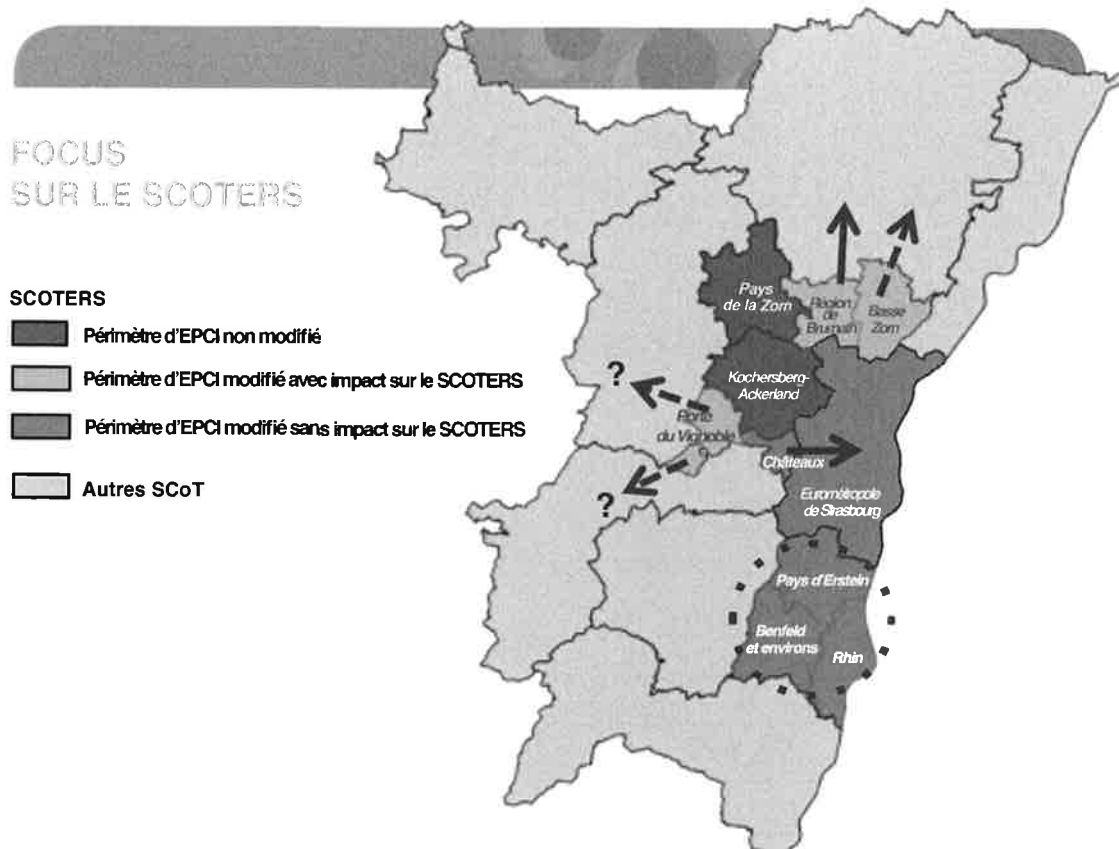 FOCUS
SUR LE SCOTERS
SCOTERS
Périmètre d'EPCI non modifié
Périmètre d'EPCI modifié avec impact sur le SCOTERS
Périmètre d'EPCI modifié sans impact sur le SCOTERS
Autres SCoT
Pays
de la Zorn
Région
de
Brumath
Basse
Zorn
Kochersberg-
Ackerland
?
Porte
du Vignoble
Châteaux
?
Eurométropole
de Strasbourg
Pays d'Erstein
Benfeld
et environs
Rhin